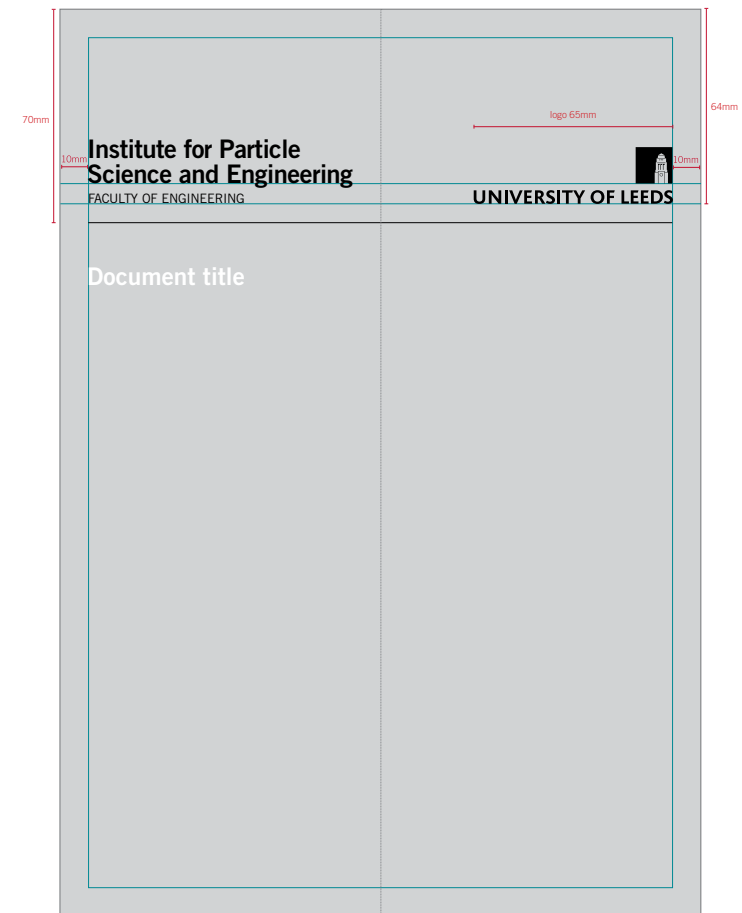 64mm
logo 65mm
70mm
Institute for Particle
10mm
10mm
Science and Engineering
FACULTY OF ENGINEERING
UNIVERSITY OF LEEDS
Document title